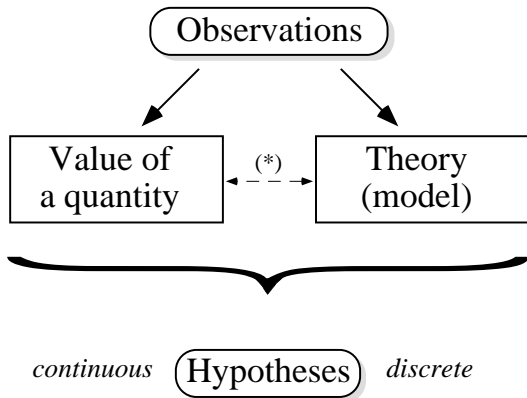 Observations
Value of
a quantity
(*)
Theory
(model)
continuous
Hypotheses
discrete